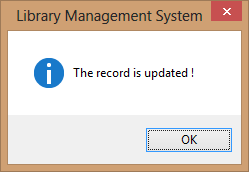 Library Management System
The record is updated !
OK